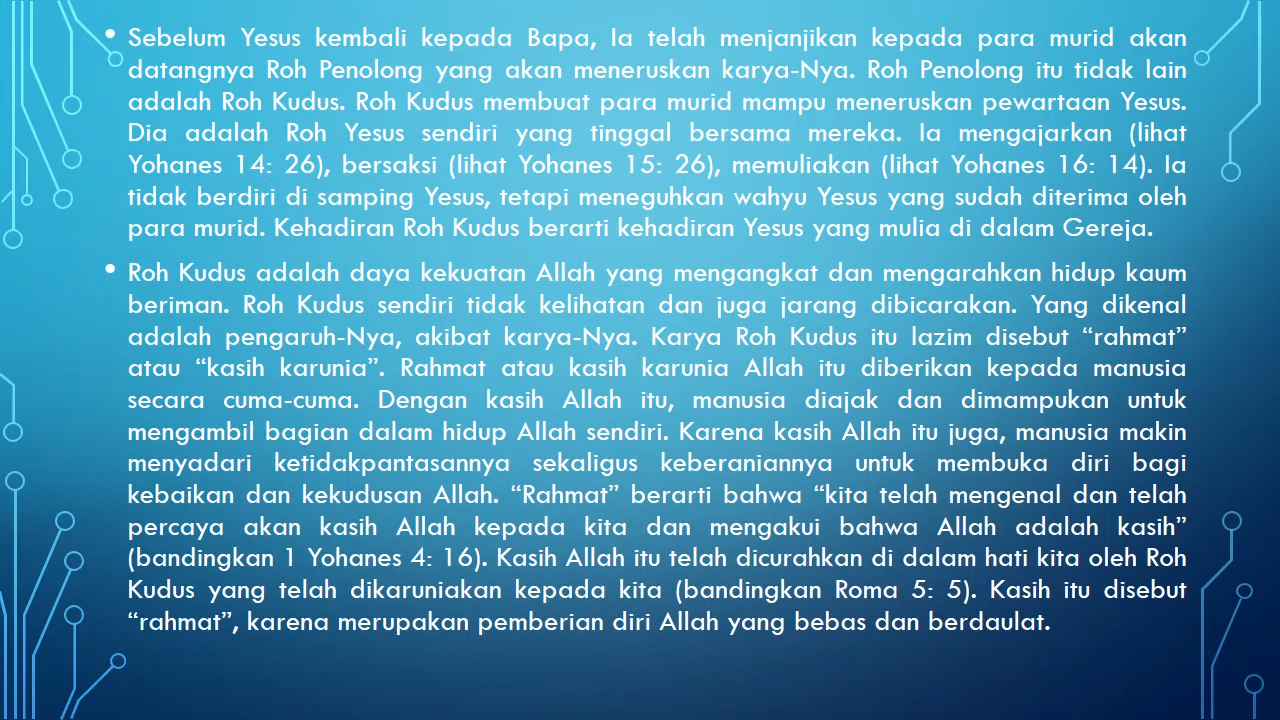 • Sebelum Yesus kembali kepada Bapa, Ia telah menjanjikan kepada para murid akan
datangnya Roh Penolong yang akan meneruskan karya-Nya. Roh Penolong itu tidak lain
adalah Roh Kudus. Roh Kudus membuat para murid mampu meneruskan pewartaan Yesus.
Dia adalah Roh Yesus sendiri yang tinggal bersama mereka. Ia mengajarkan (lihat
Yohanes 14: 26), bersaksi (lihat Yohanes 15: 26), memuliakan (lihat Yohanes 16: 14). Ia
tidak berdiri di samping Yesus, tetapi meneguhkan wahyu Yesus yang sudah diterima oleh
para murid. Kehadiran Roh Kudus berarti kehadiran Yesus yang mulia di dalam Gereja.
• Roh Kudus adalah daya kekuatan Allah yang mengangkat dan mengarahkan hidup kaum
beriman. Roh Kudus sendiri tidak kelihatan dan juga jarang dibicarakan. Yang dikenal
adalah pengaruh-Nya, akibat karya-Nya. Karya Roh Kudus itu lazim disebut “rahmat”
atau “kasih karunia”. Rahmat atau kasih karunia Allah itu diberikan kepada manusia
secara cuma-cuma. Dengan kasih Allah itu, manusia diajak dan dimampukan untuk
mengambil bagian dalam hidup Allah sendiri. Karena kasih Allah itu juga, manusia makin
menyadari ketidakpantasannya sekaligus keberaniannya untuk membuka diri bagi
kebaikan dan kekudusan Allah. “Rahmat” berarti bahwa “kita telah mengenal dan telah
percaya akan kasih Allah kepada kita dan mengakui bahwa Allah adalah kasih”
(bandingkan 1 Yohanes 4: 16). Kasih Allah itu telah dicurahkan di dalam hati kita oleh Roh
Kudus yang telah dikaruniakan kepada kita (bandingkan Roma 5: 5). Kasih itu disebut
“rahmat”, karena merupakan pemberian diri Allah yang bebas dan berdaulat.